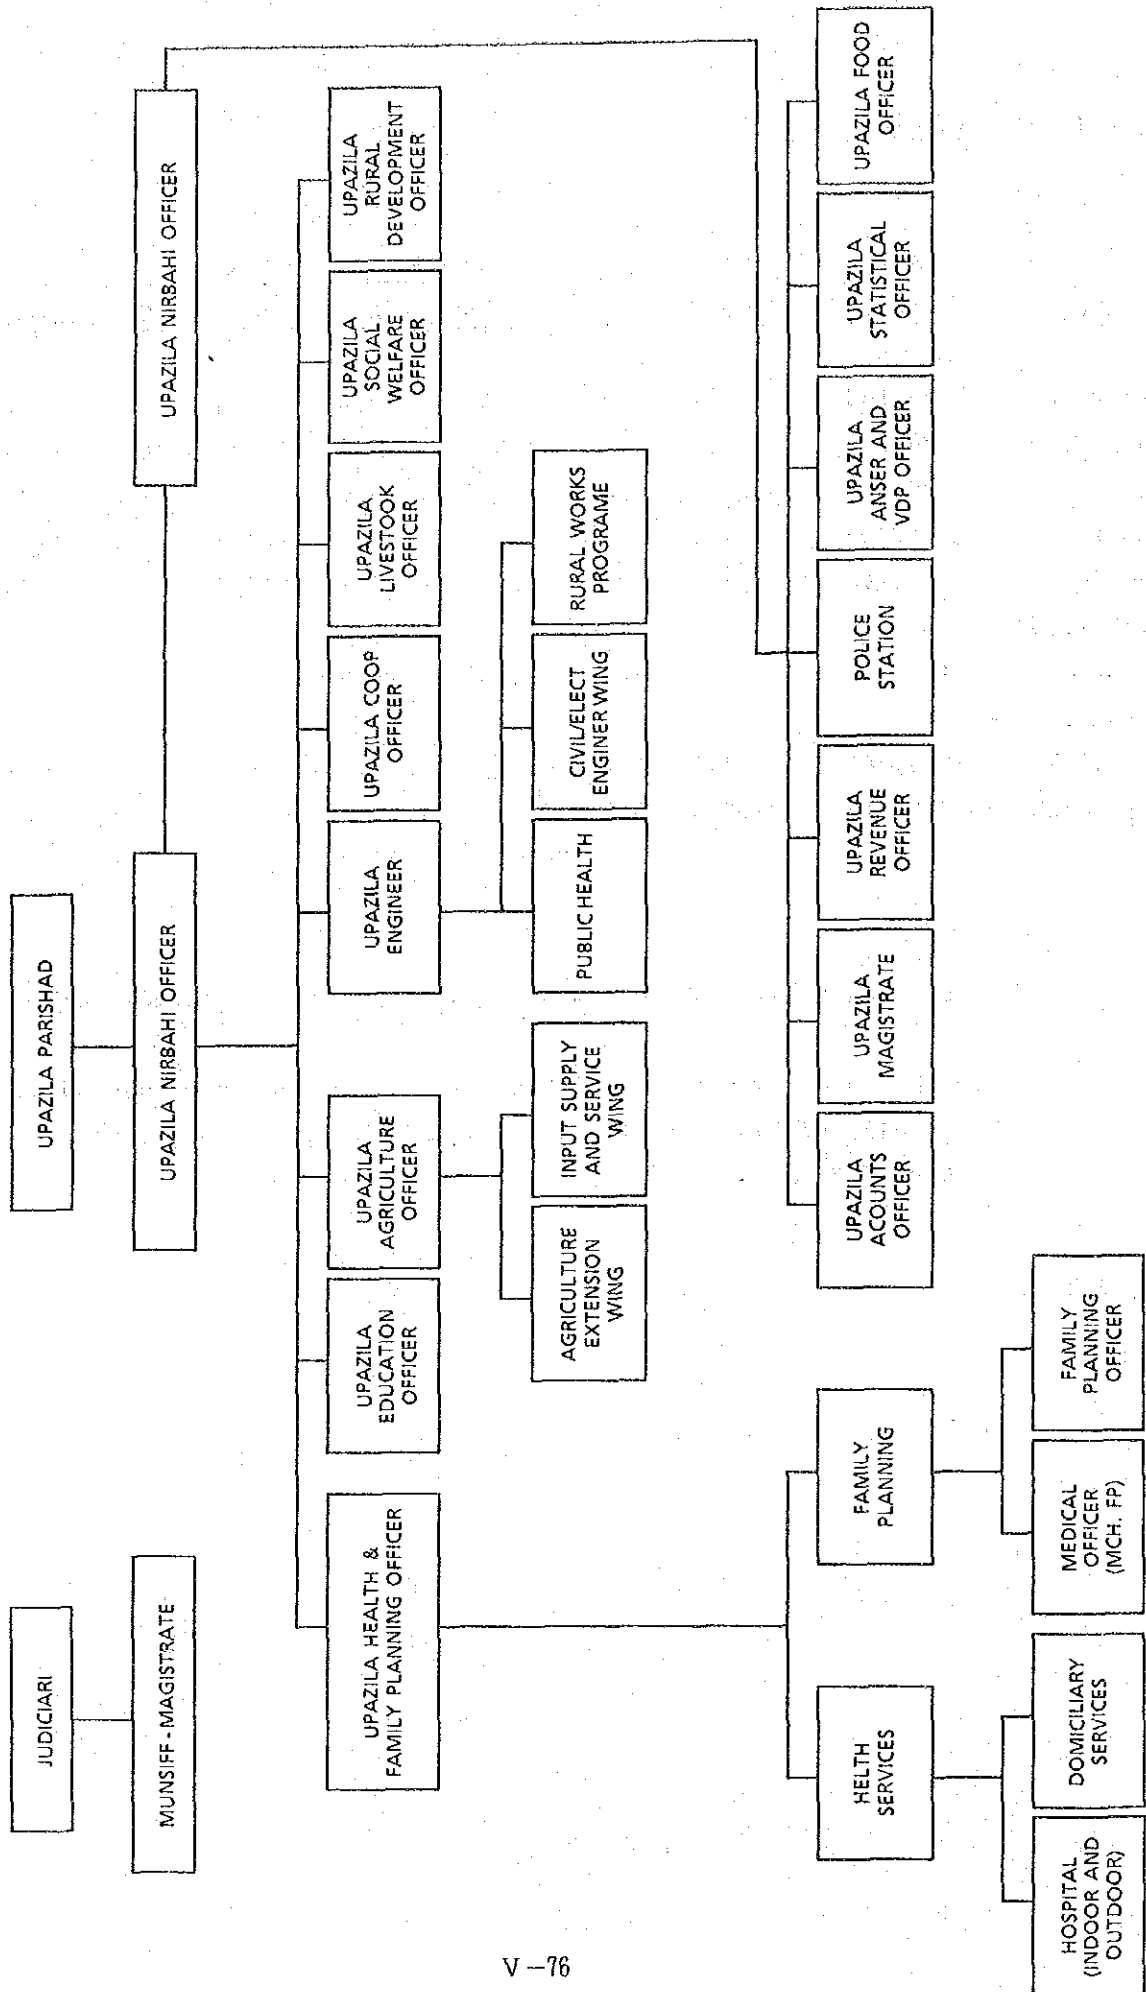 JUDICIARI
UPAZILA PARISHAD
MUNSIFF - MAGISTRATE
UPAZILA NIRBAHI OFFICER
UPAZILA NIRBAHI OFFICER
UPAZILA HEALTH &
FAMILY PLANNING OFFICER
UPAZILA
EDUCATION
OFFICER
UPAZILA
AGRICULTURE
OFFICER
UPAZILA
ENGINEER
UPAZILA COOP
OFFICER
UPAZILA
LIVESTOOK
OFFICER
UPAZILA
SOCIAL
WELFARE
OFFICER
UPAZILA
RURAL
DEVELOPMENT
OFFICER
AGRICULTURE
EXTENSION
WING
INPUT SUPPLY
AND SERVICE
WING
PUBLIC HEALTH
CIVIL/ELECT
ENGINER WING
RURAL WORKS
PROGRAME
HELTH
SERVICES
FAMILY
PLANNING
UPAZILA
ACOUNTS
OFFICER
UPAZILA
MAGISTRATE
UPAZILA
REVENUE
OFFICER
POLICE
STATION
UPAZILA
ANSER AND
VDP OFFICER
UPAZILA
STATISTICAL
OFFICER
UPAZILA FOOD
OFFICER
HOSPITAL
(INDOOR AND
OUTDOOR)
DOMICILIARY
SERVICES
MEDICAL
OFFICER
(MCH. FP)
FAMILY
PLANNING
OFFICER
V-76